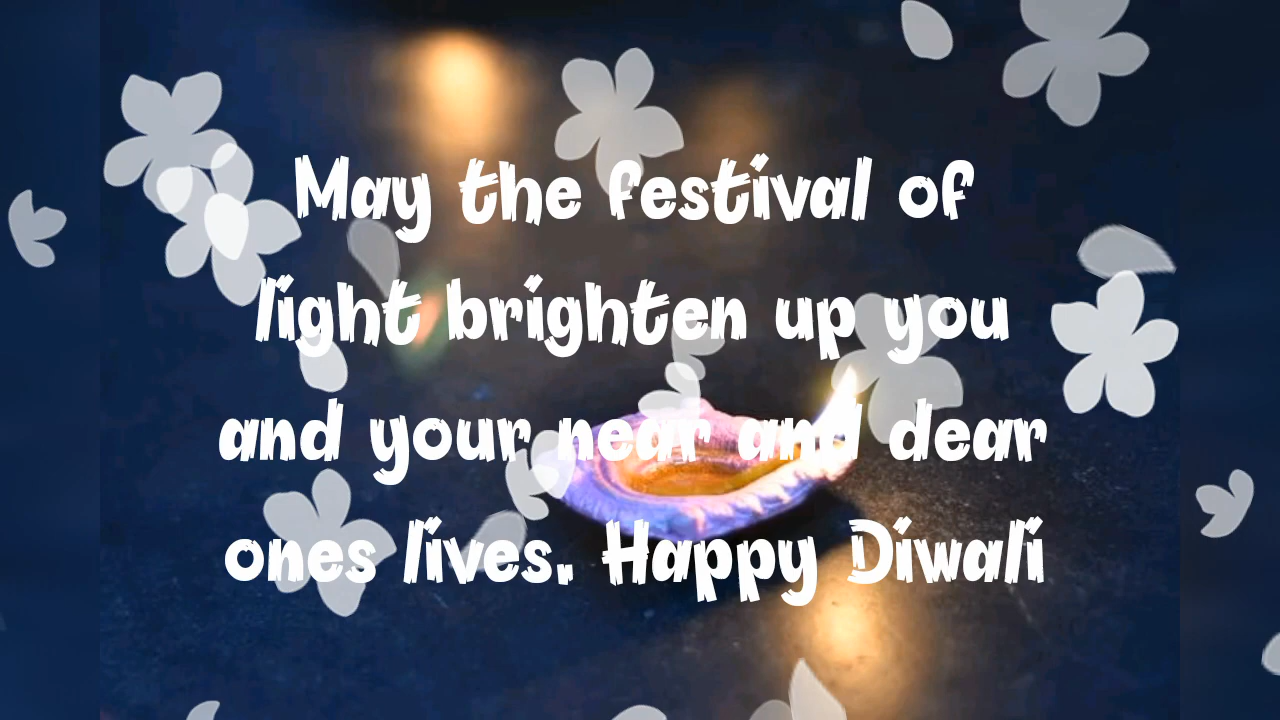 May the festival of
light brighten up you
and your near and dear
ones lives. Happy Diwali